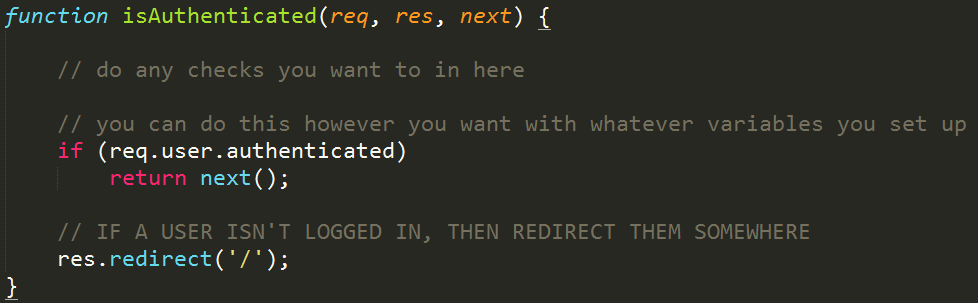 function isAuthenticated(req, res, next) {
// do any checks you want to in here
// you can do this however you want with whatever variables you set up
if (req.user.authenticated)
return next();
// IF A USER ISN'T LOGGED IN, THEN REDIRECT THEM SOMEWHERE
res.redirect('/');
}